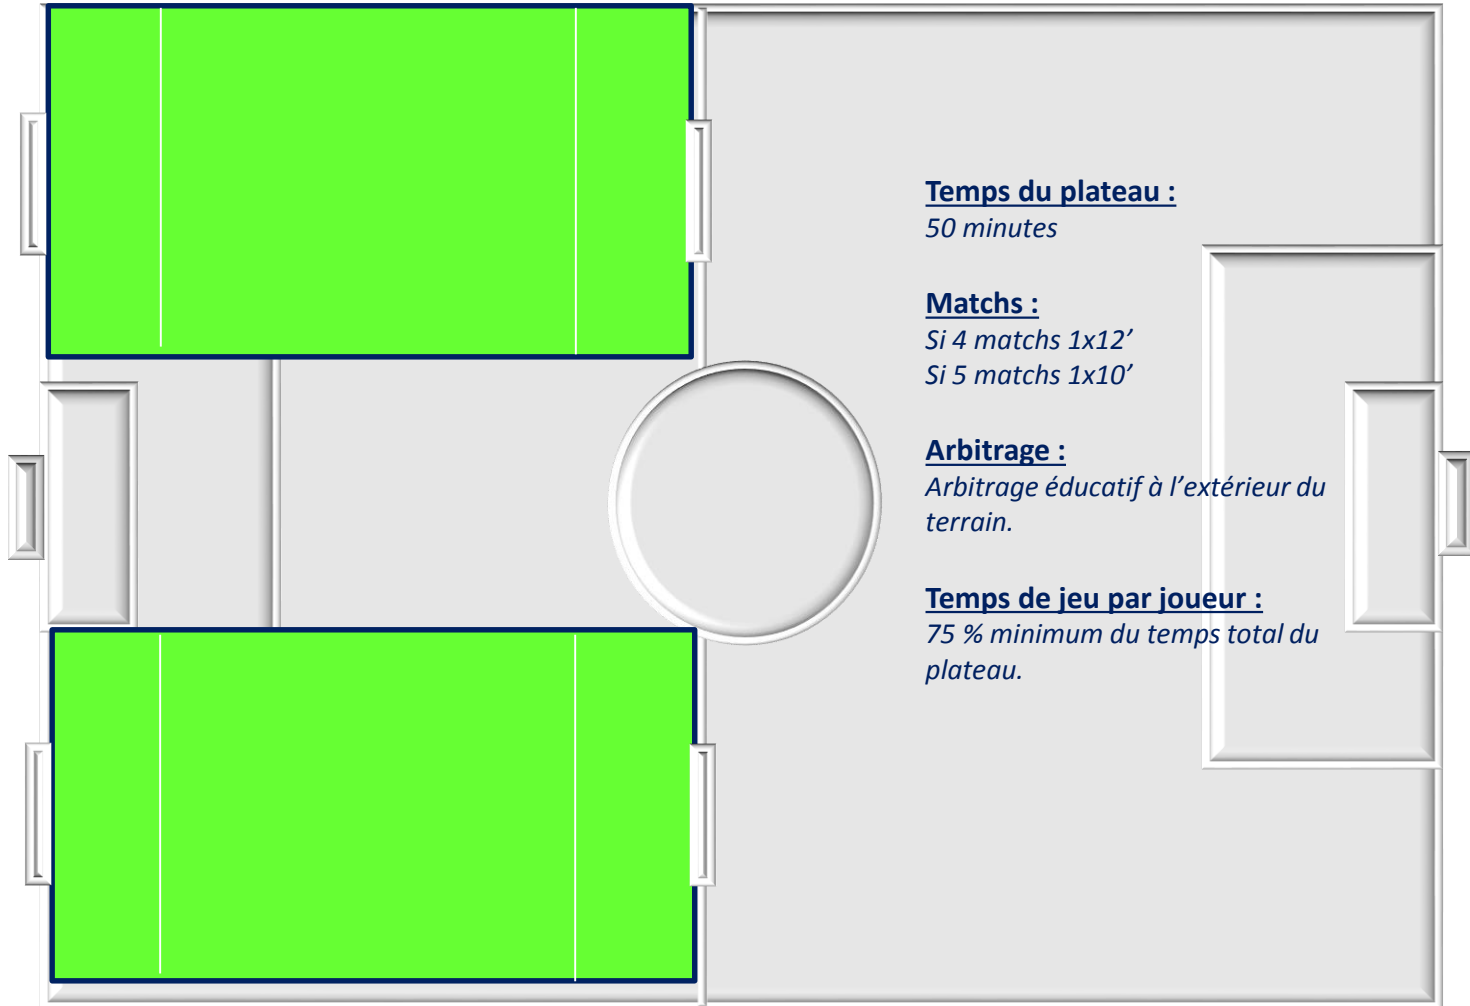 Temps du plateau :
50 minutes
Matchs :
Si 4 matchs 1x12’
Si 5 matchs 1x10’
Arbitrage :
Arbitrage éducatif à l’extérieur du
terrain.
Temps de jeu par joueur :
75 % minimum du temps total du
plateau.